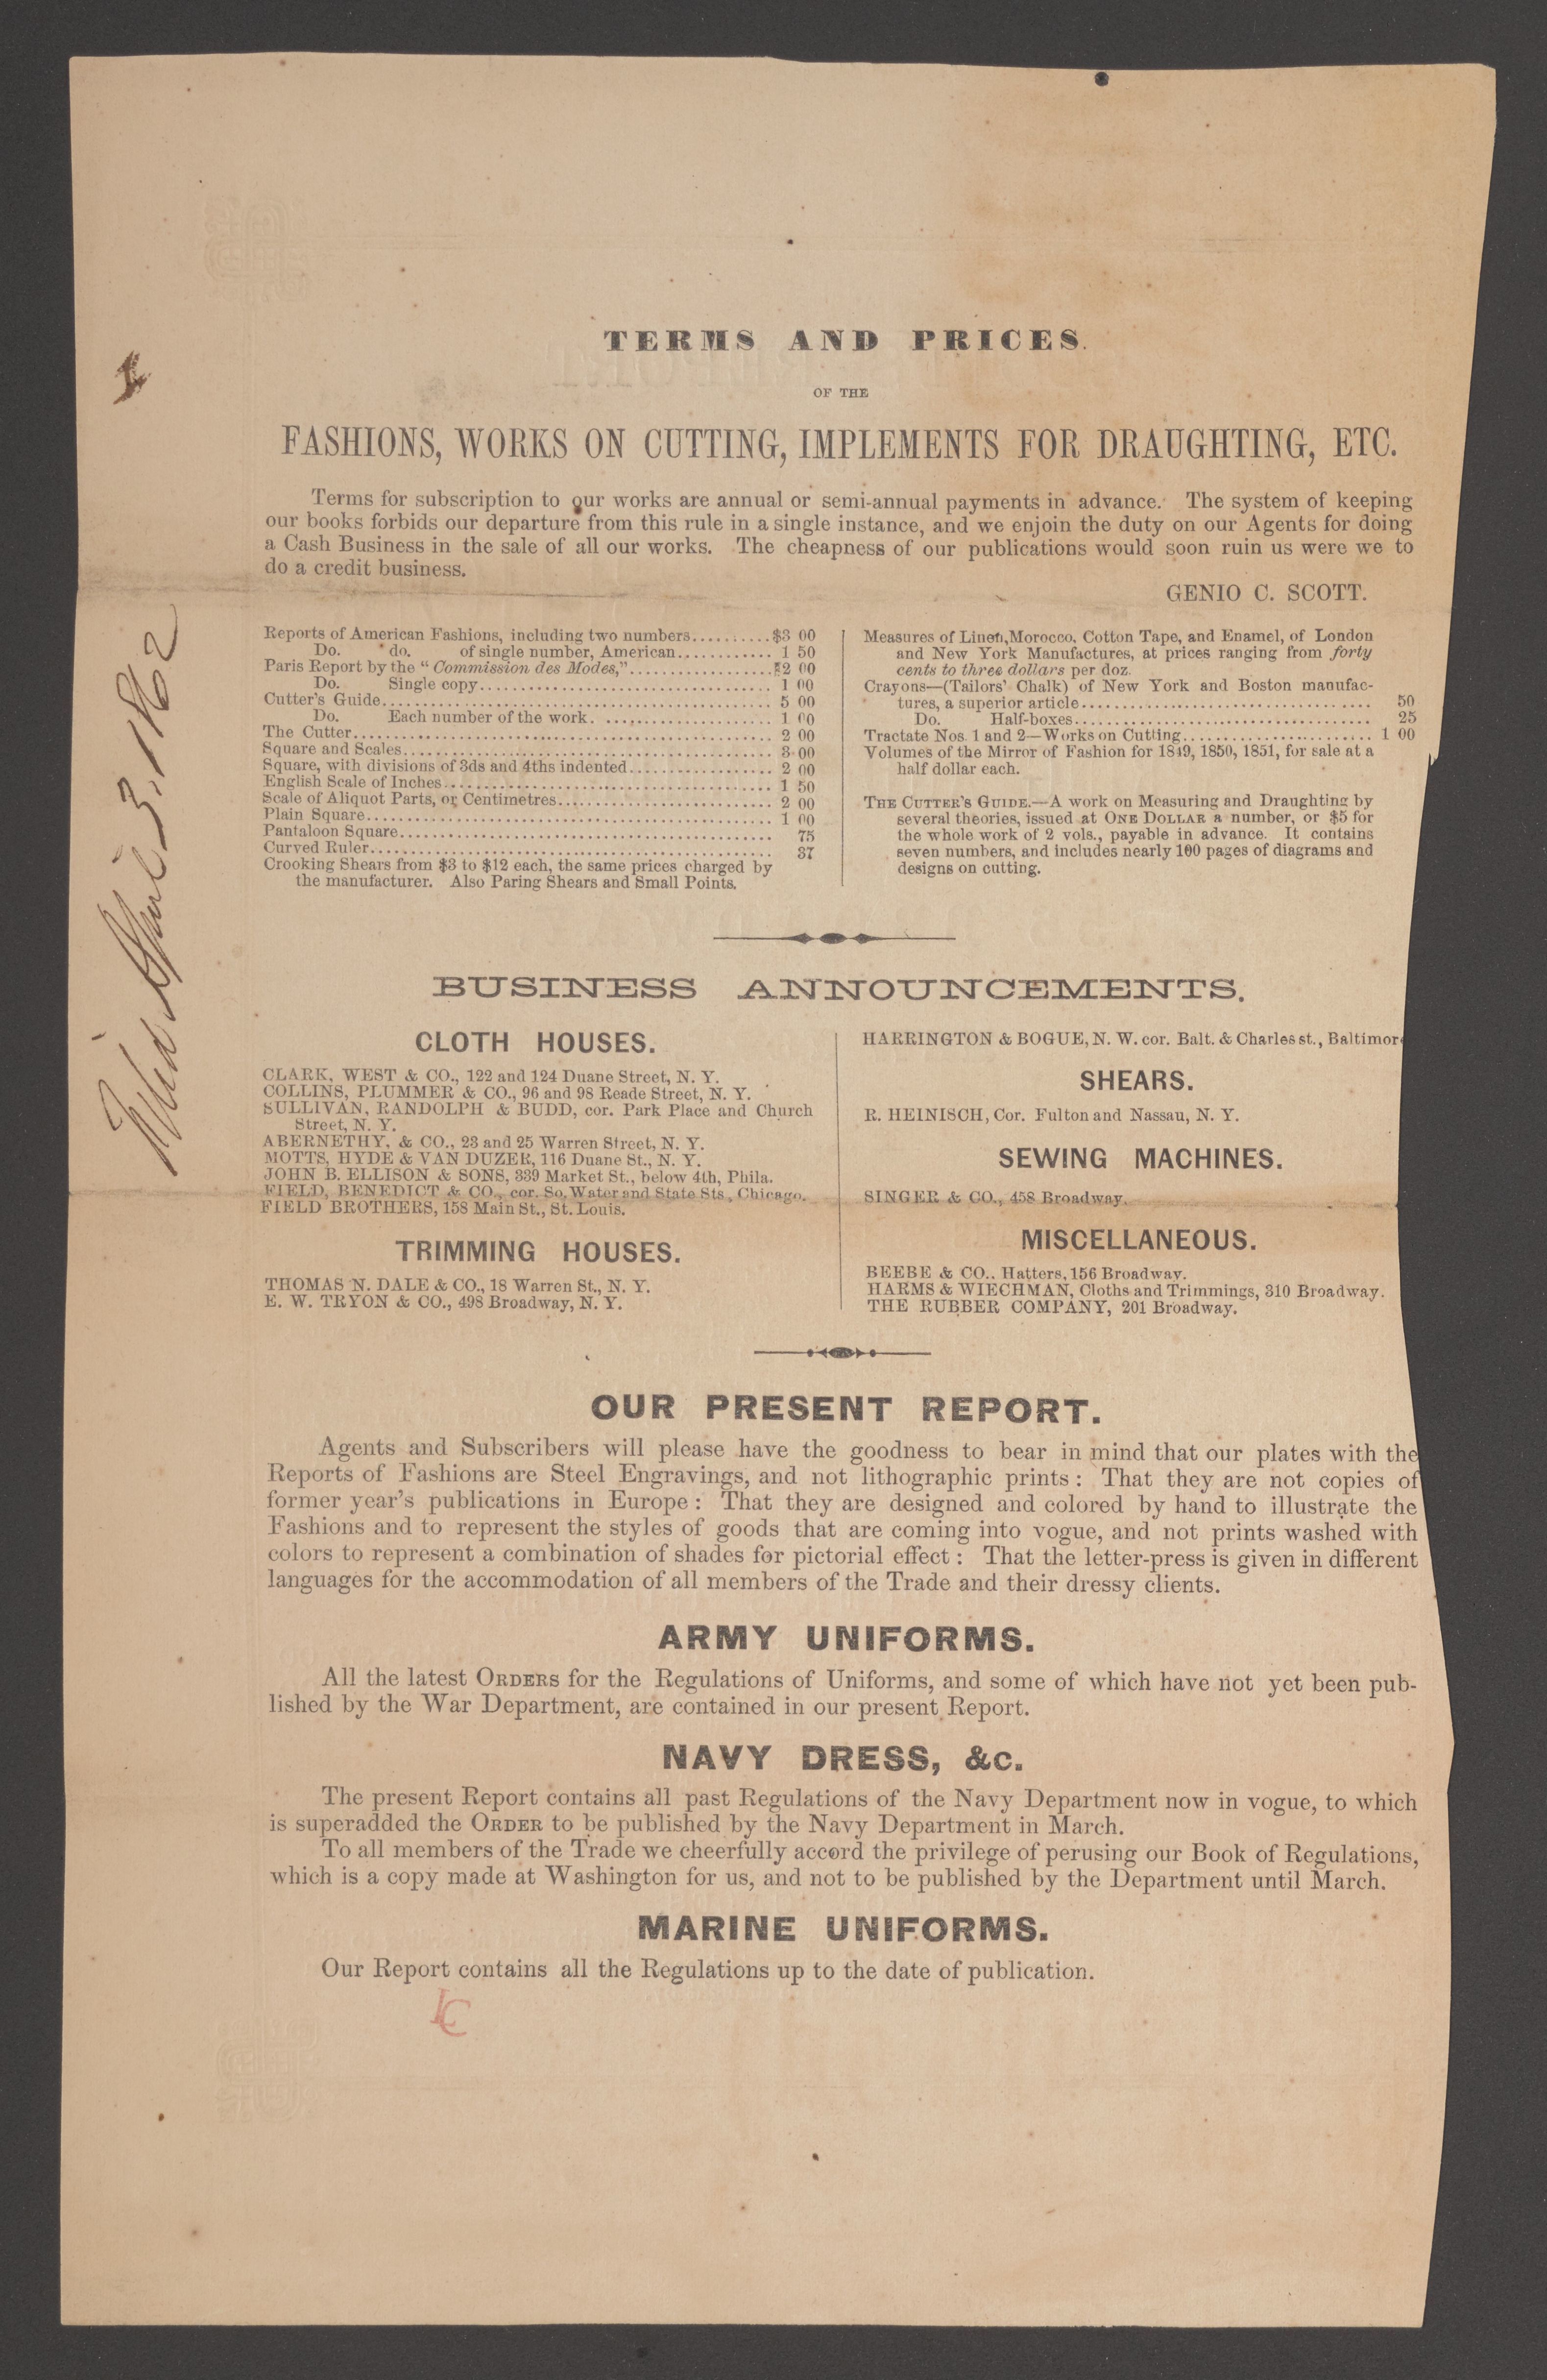 TERMS AND PRICES.
OF THE
FASHIONS, WORKS ON CUTTING, IMPLEMENTS FOR DRAUGHTING, ETC.
Terms for subscription to our works are annual or semi-annual payments in advance. The system of keeping
our books forbids our departure from this rule in a single instance, and we enjoin the duty on our Agents for doing
a Cash Business in the sale of all our works. The cheapness of our publications would soon ruin us were we to
do a credit business.
GENIO C. SCOTT.
Reports of American Fashions, including two numbers..........$3 00
Do. do. of single number, American............ 1 50
Paris Report by the "Commission des Modes,"..................$2 00
Do. Single copy.................................. 1 00
Cutter's Guide................................................. 5 00
Do. Each number of the work. .................... 1 00
The Cutter.................................................... 2 00
Square and Scales............................................. 3 00
Square, with divisions of 3ds and 4ths indented.................. 2 00
English Scale of Inches........................................ 1 50
Scale of Aliquot Parts, or Centimetres.......................... 2 00
Plain Square.................................................. 1 00
Pantaloon Square.............................................. 75
Curved Ruler.................................................. 37
Crooking Shears from $3 to $12 each, the same prices charged by
the manufacturer. Also Paring Shears and Small Points.
Measures of Linen, Morocco, Cotton Tape, and Enamel, of London
and New York Manufactures, at prices ranging from forty
cents to three dollars per doz.
Crayons—(Tailors' Chalk) of New York and Boston manufac-
tures, a superior article................................... 50
Do. Half-boxes.................................... 25
Tractate Nos. 1 and 2—Works on Cutting....................... 1 00
Volumes of the Mirror of Fashion for 1849, 1850, 1851, for sale at a
half dollar each.
THE CUTTER'S GUIDE.—A work on Measuring and Draughting by
several theories, issued at ONE DOLLAR a number, or $5 for
the whole work of 2 vols., payable in advance. It contains
seven numbers, and includes nearly 100 pages of diagrams and
designs on cutting.
BUSINESS ANNOUNCEMENTS.
CLOTH HOUSES.
CLARK, WEST & CO., 122 and 124 Duane Street, N. Y.
COLLINS, PLUMMER & CO., 96 and 98 Reade Street, N. Y.
SULLIVAN, RANDOLPH & BUDD, cor. Park Place and Church
Street, N. Y.
ABERNETHY, & CO., 23 and 25 Warren Street, N. Y.
MOTTS, HYDE & VAN DUZER, 116 Duane St., N. Y.
JOHN B. ELLISON & SONS, 339 Market St., below 4th, Phila.
FIELD, BENEDICT & CO., cor. So. Water and State Sts., Chicago.
FIELD BROTHERS, 158 Main St., St. Louis.
TRIMMING HOUSES.
THOMAS N. DALE & CO., 18 Warren St., N. Y.
E. W. TRYON & CO., 498 Broadway, N. Y.
HARRINGTON & BOGUE, N. W. cor. Balt. & Charles st., Baltimore
SHEARS.
R. HEINISCH, Cor. Fulton and Nassau, N. Y.
SEWING MACHINES.
SINGER & CO., 458 Broadway.
MISCELLANEOUS.
BEEBE & CO.. Hatters, 156 Broadway.
HARMS & WIECHMAN, Cloths and Trimmings, 310 Broadway.
THE RUBBER COMPANY, 201 Broadway.
OUR PRESENT REPORT.
Agents and Subscribers will please have the goodness to bear in mind that our plates with the
Reports of Fashions are Steel Engravings, and not lithographic prints : That they are not copies of
former year's publications in Europe : That they are designed and colored by hand to illustrate the
Fashions and to represent the styles of goods that are coming into vogue, and not prints washed with
colors to represent a combination of shades for pictorial effect : That the letter-press is given in different
languages for the accommodation of all members of the Trade and their dressy clients.
ARMY UNIFORMS.
All the latest ORDERS for the Regulations of Uniforms, and some of which have not yet been pub-
lished by the War Department, are contained in our present Report.
NAVY DRESS, &c.
The present Report contains all past Regulations of the Navy Department now in vogue, to which
is superadded the ORDER to be published by the Navy Department in March.
To all members of the Trade we cheerfully accord the privilege of perusing our Book of Regulations,
which is a copy made at Washington for us, and not to be published by the Department until March.
MARINE UNIFORMS.
Our Report contains all the Regulations up to the date of publication.
LC
April 3. 1862